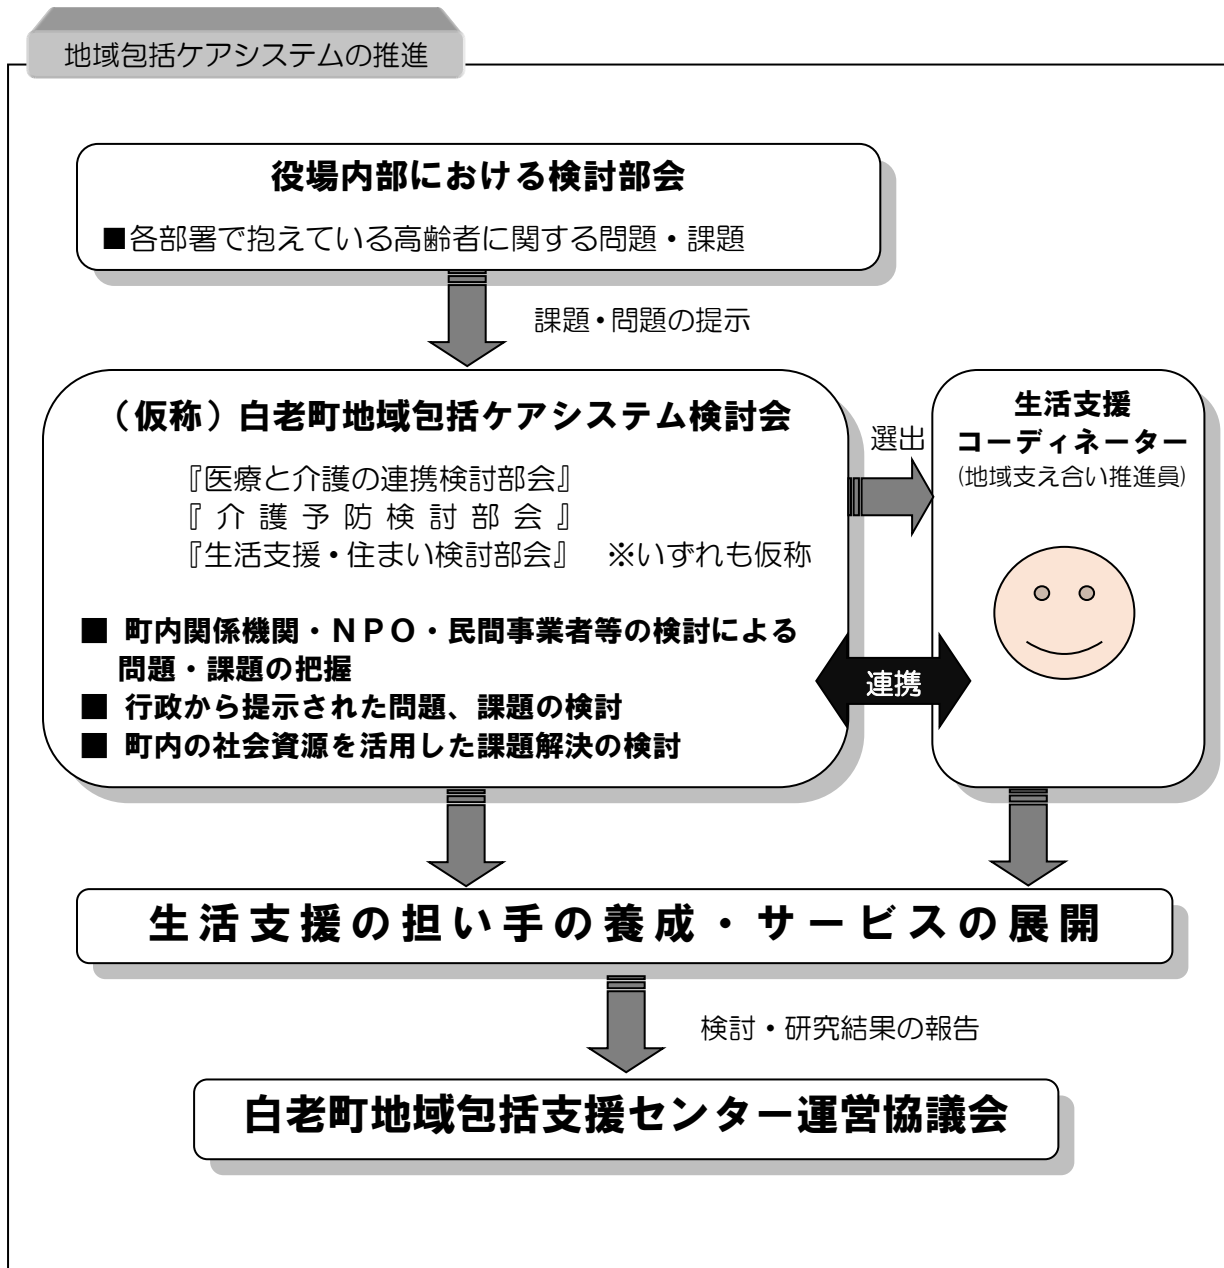 地域包括ケアシステムの推進
役場内部における検討部会
■各部署で抱えている高齢者に関する問題・課題
課題・問題の提示
（仮称）白老町地域包括ケアシステム検討会
『医療と介護の連携検討部会』
『介護予防検討部会』
『生活支援・住まい検討部会』　※いずれも仮称
■ 町内関係機関・ＮＰＯ・民間事業者等の検討による
問題・課題の把握
■ 行政から提示された問題、課題の検討
■ 町内の社会資源を活用した課題解決の検討
選出
連携
生活支援
コーディネーター
(地域支え合い推進員)
生活支援の担い手の養成・サービスの展開
検討・研究結果の報告
白老町地域包括支援センター運営協議会